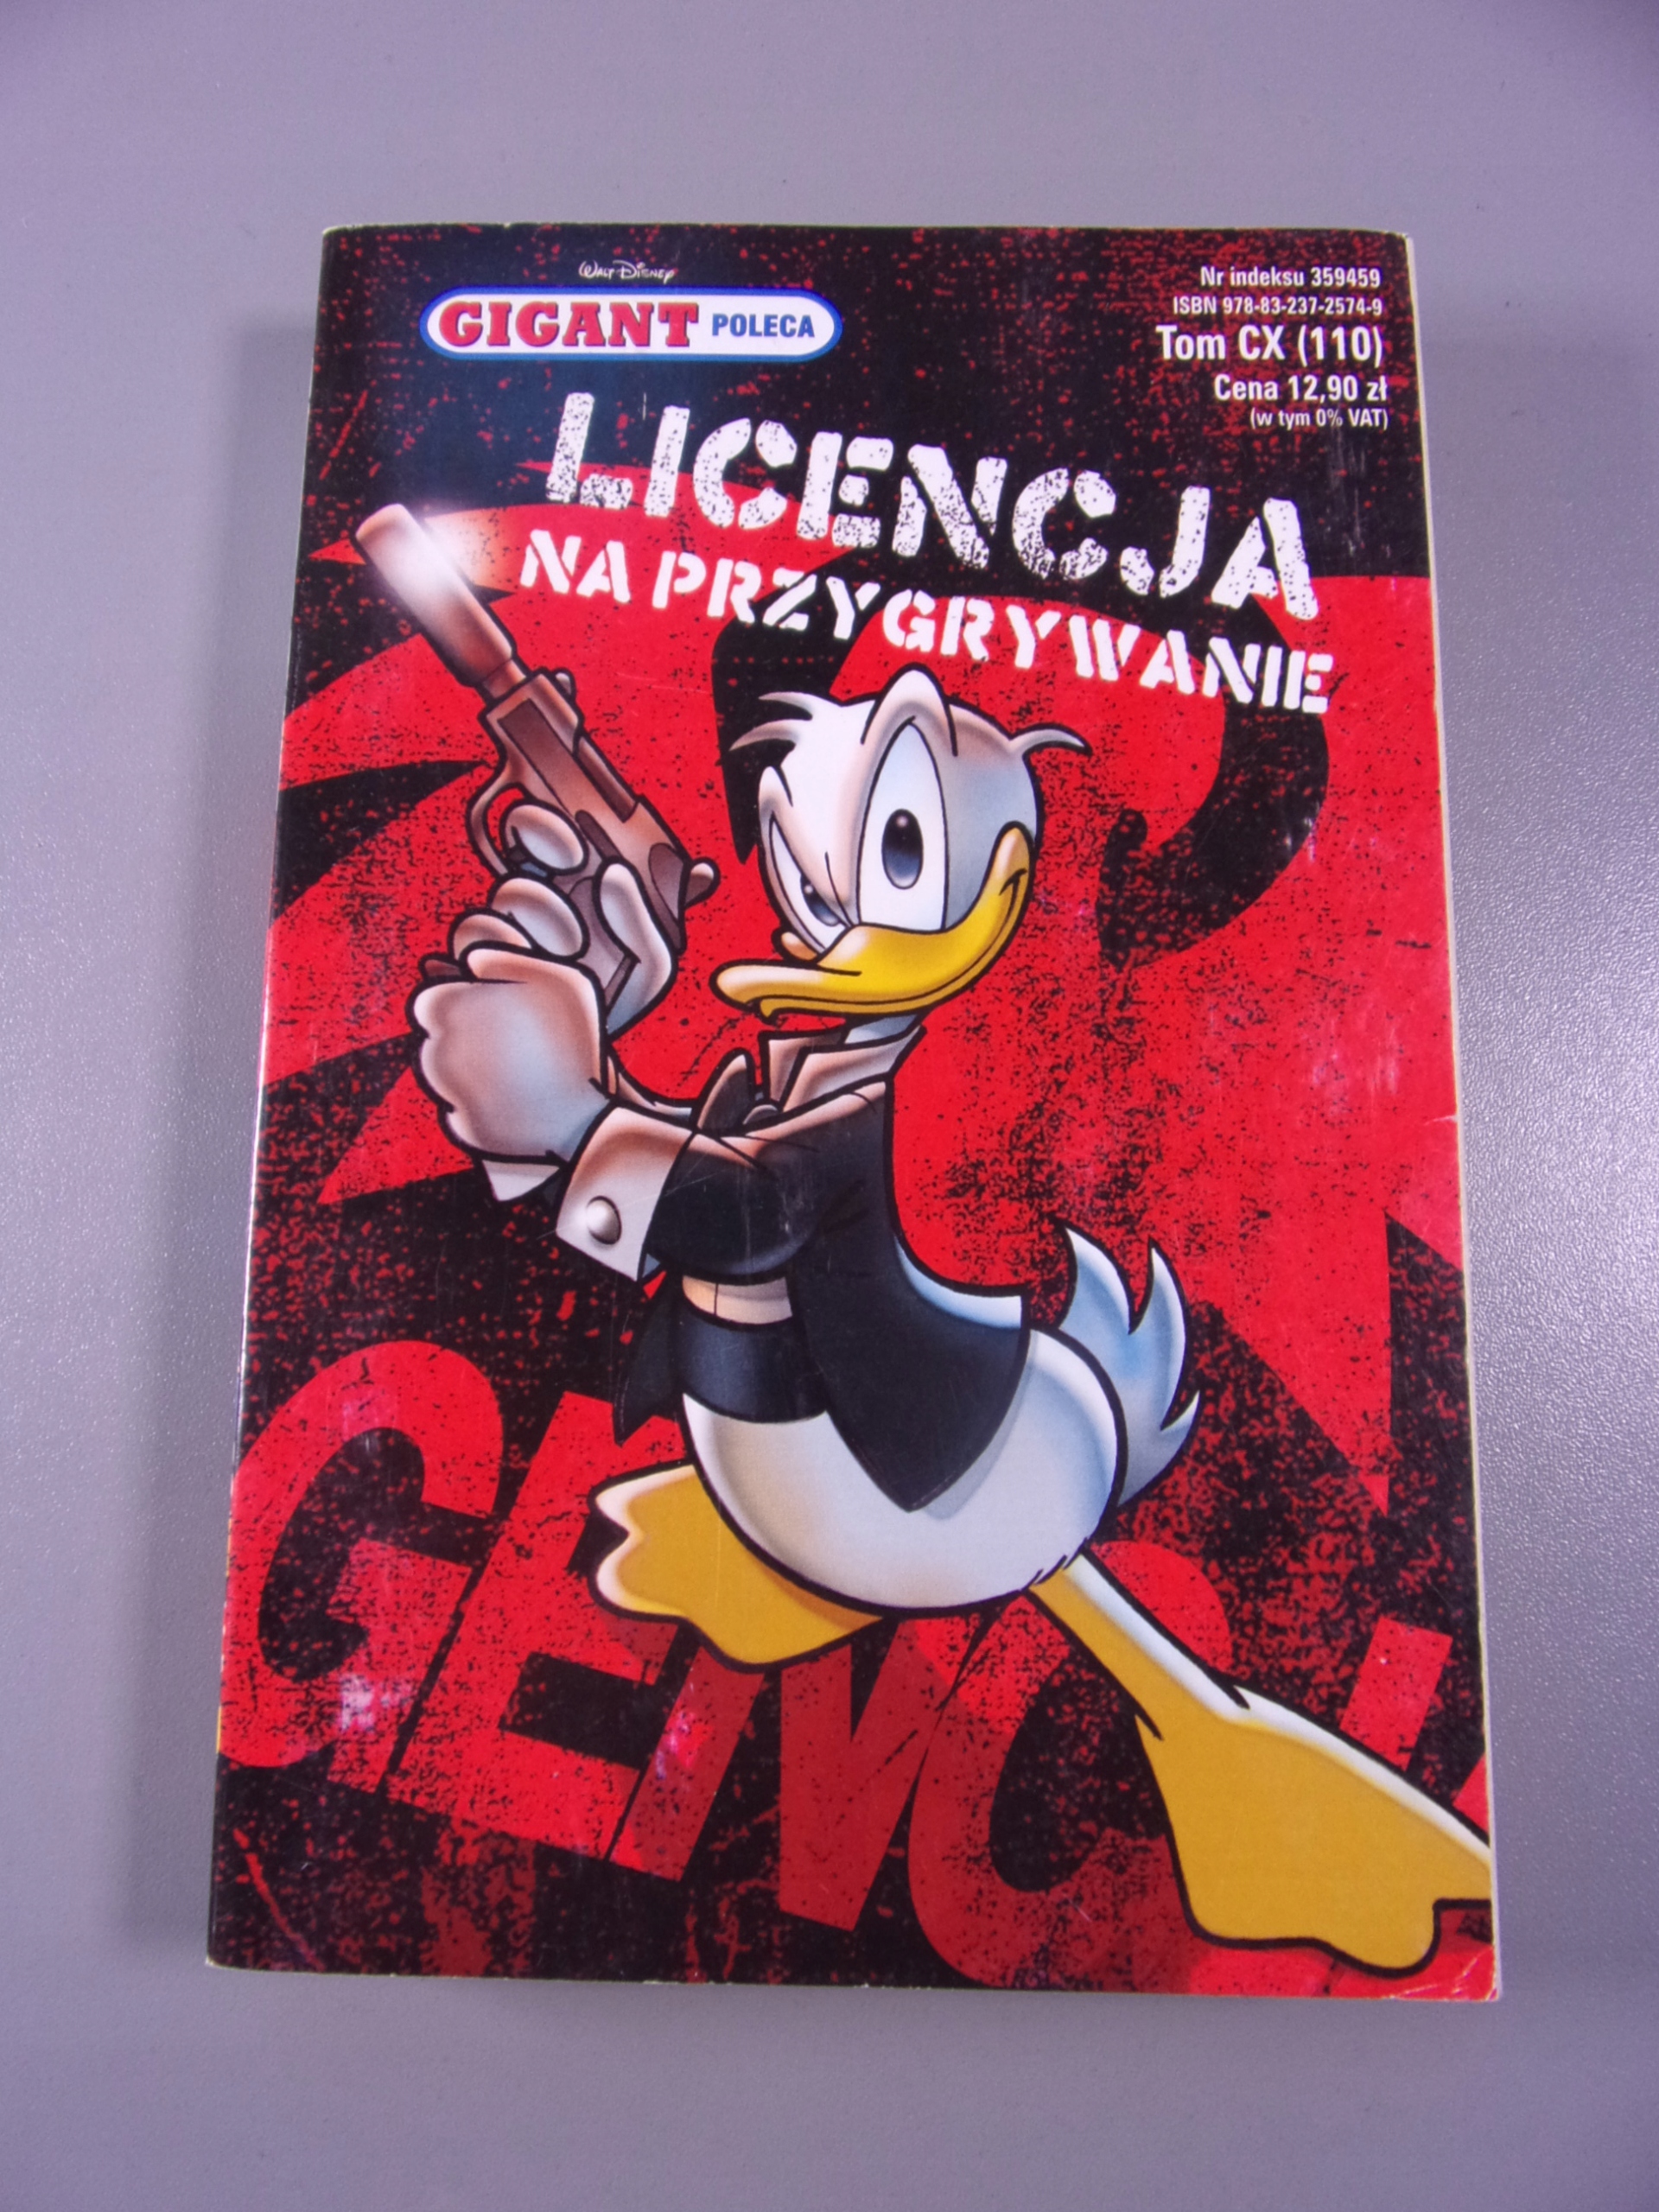 Walt Disney
GIGANT POLECA
Nr indeksu 359459
ISBN 978-83-237-2574-9
Tom CX (110)
Cena 12,90 zł
(w tym 0% VAT)
LICENCJA
NA PRZYGRYWANIE
GENC